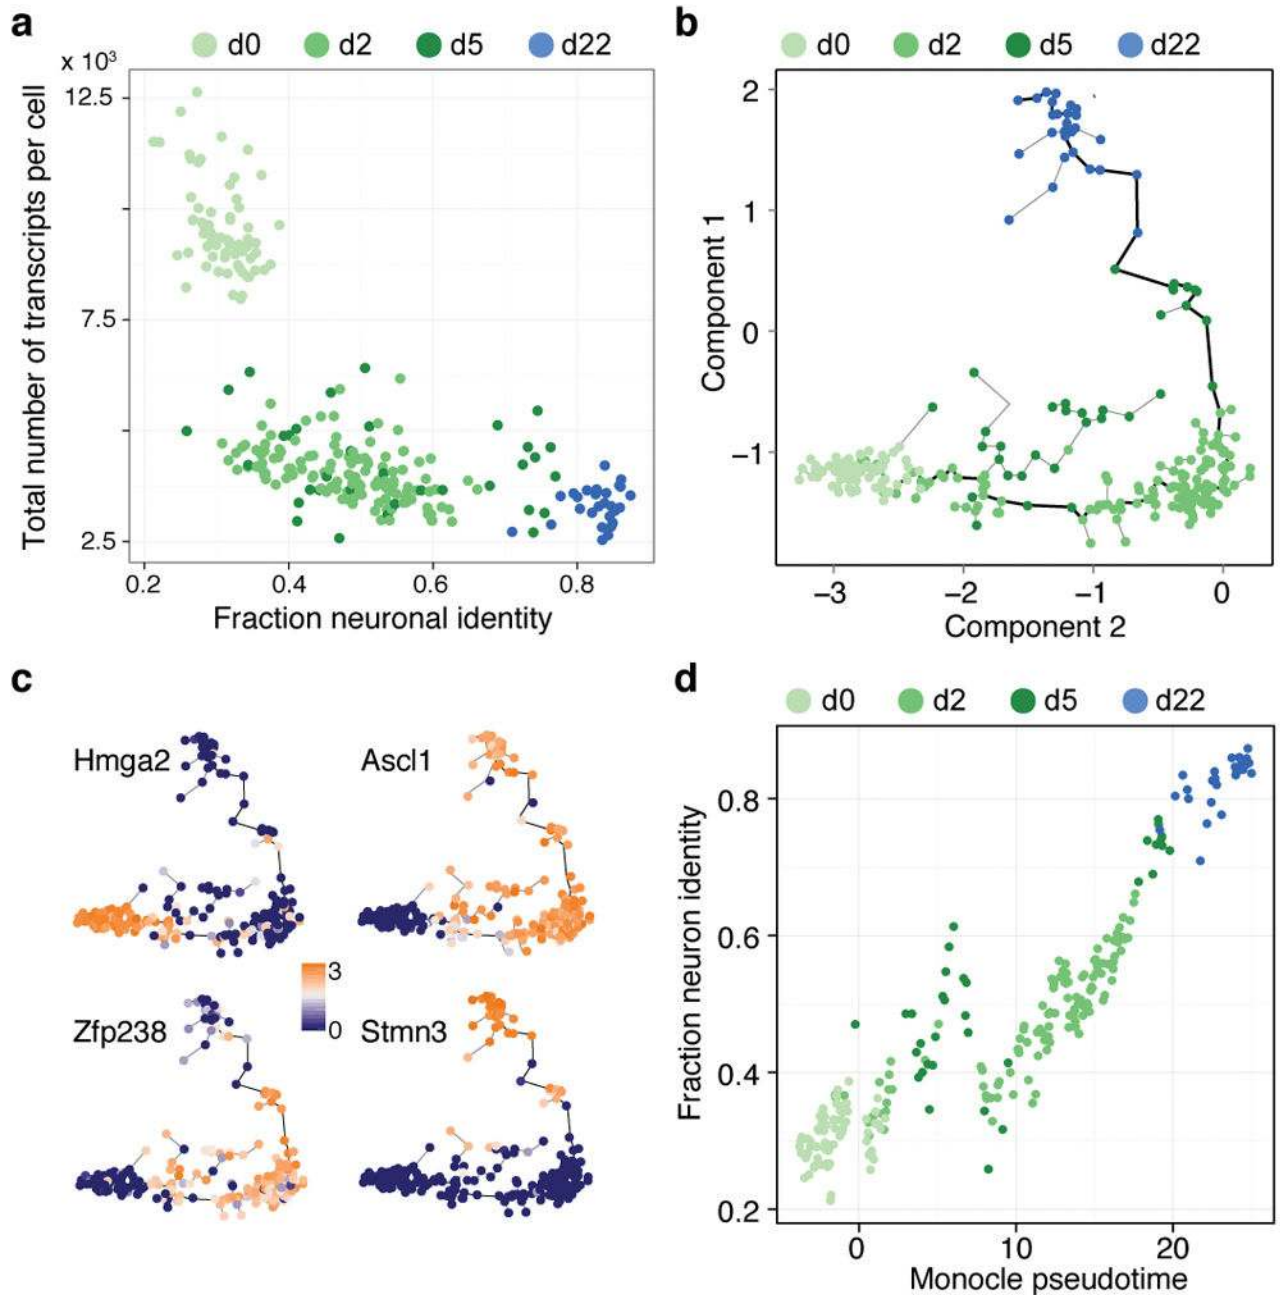 a
d0 d2 d5 d22
x 10³
12.5
7.5
2.5
Total number of transcripts per cell
0.2 0.4 0.6 0.8
Fraction neuronal identity
b
d0 d2 d5 d22
2
1
0
−1
Component 1
−3 −2 −1 0
Component 2
c
Hmga2
Ascl1
3
0
Zfp238
Stmn3
d
d0 d2 d5 d22
0.8
0.6
0.4
0.2
Fraction neuron identity
0 10 20
Monocle pseudotime